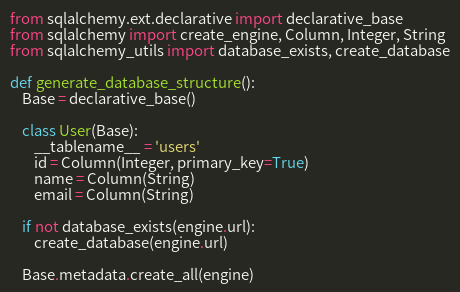 from sqlalchemy.ext.declarative import declarative_base
from sqlalchemy import create_engine, Column, Integer, String
from sqlalchemy_utils import database_exists, create_database

def generate_database_structure():
    Base = declarative_base()

    class User(Base):
        __tablename__ = 'users'
        id = Column(Integer, primary_key=True)
        name = Column(String)
        email = Column(String)

    if not database_exists(engine.url):
        create_database(engine.url)

    Base.metadata.create_all(engine)